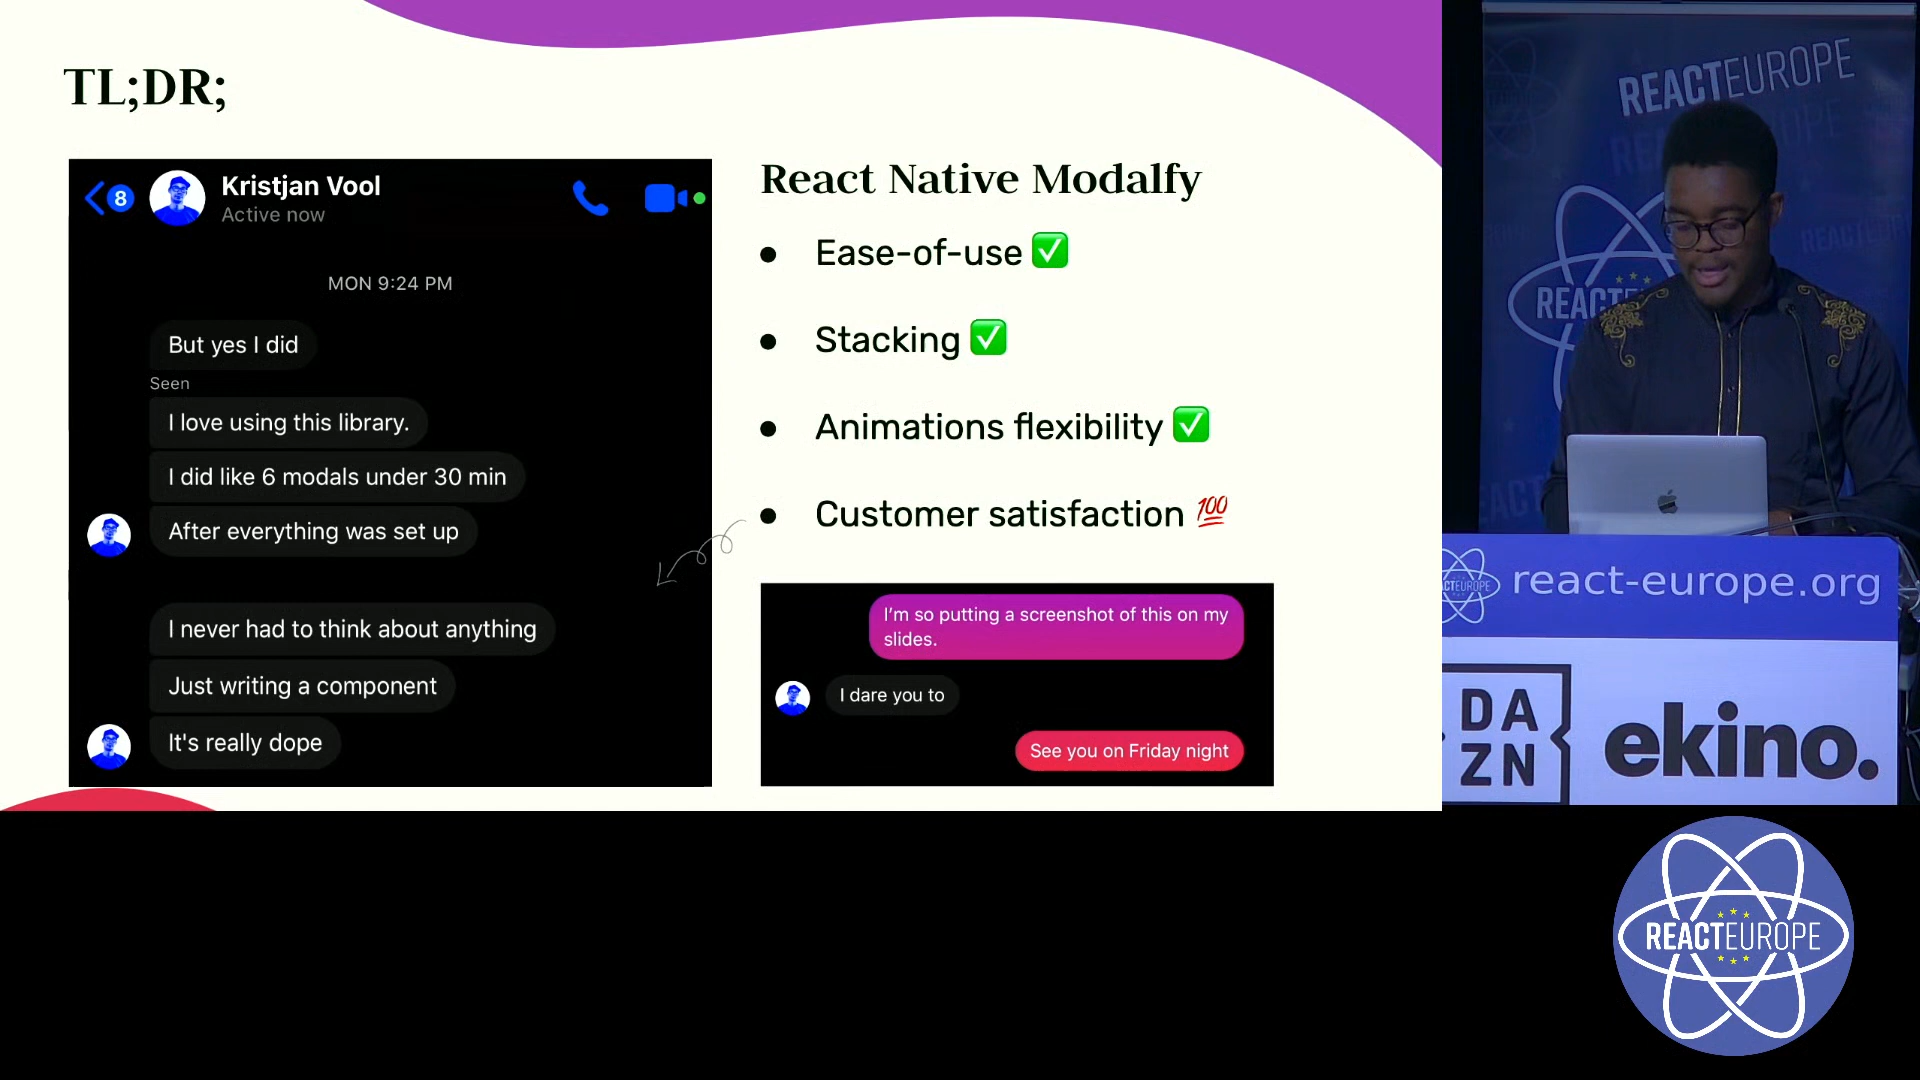 TL;DR;
8
Kristjan Vool
Active now
MON 9:24 PM
But yes I did
Seen
I love using this library.
I did like 6 modals under 30 min
After everything was set up
I never had to think about anything
Just writing a component
It's really dope
React Native Modalfy
● Ease-of-use ✅
● Stacking ✅
● Animations flexibility ✅
● Customer satisfaction 💯
I'm so putting a screenshot of this on my
slides.
I dare you to
See you on Friday night
REACTEUROPE
REACT
react-europe.org
DA
ZN
ekino.
REACTEUROPE